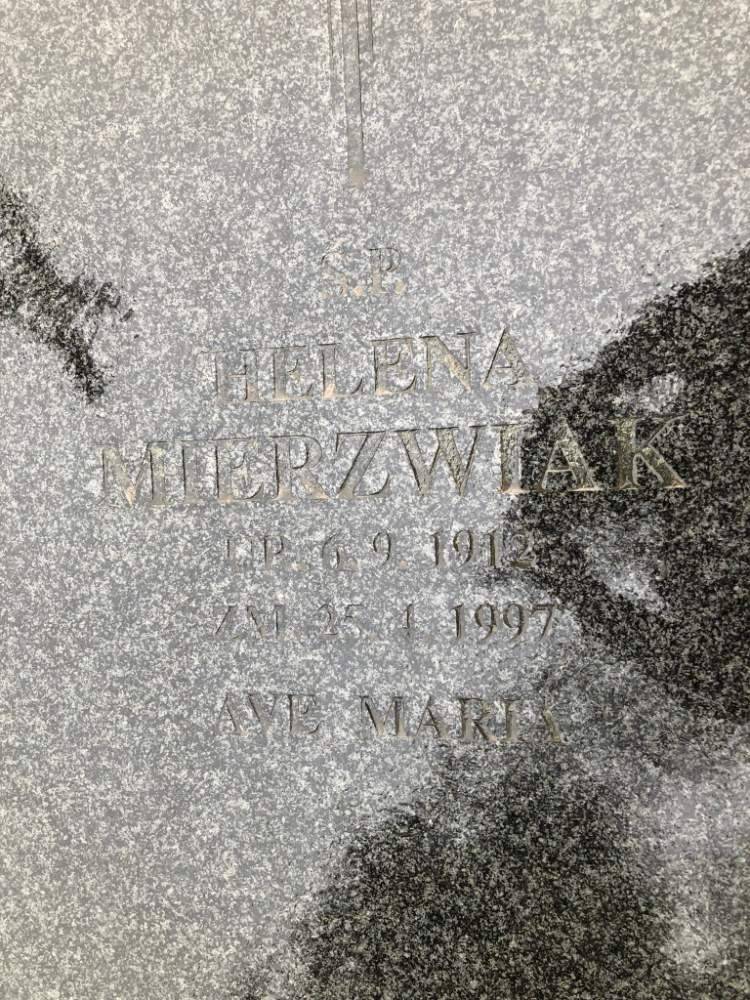 Ś.P.
HELENA
MIERZWIAK
UR. 6. 9. 1912
ZM. 25. 4. 1997
AVE MARIA